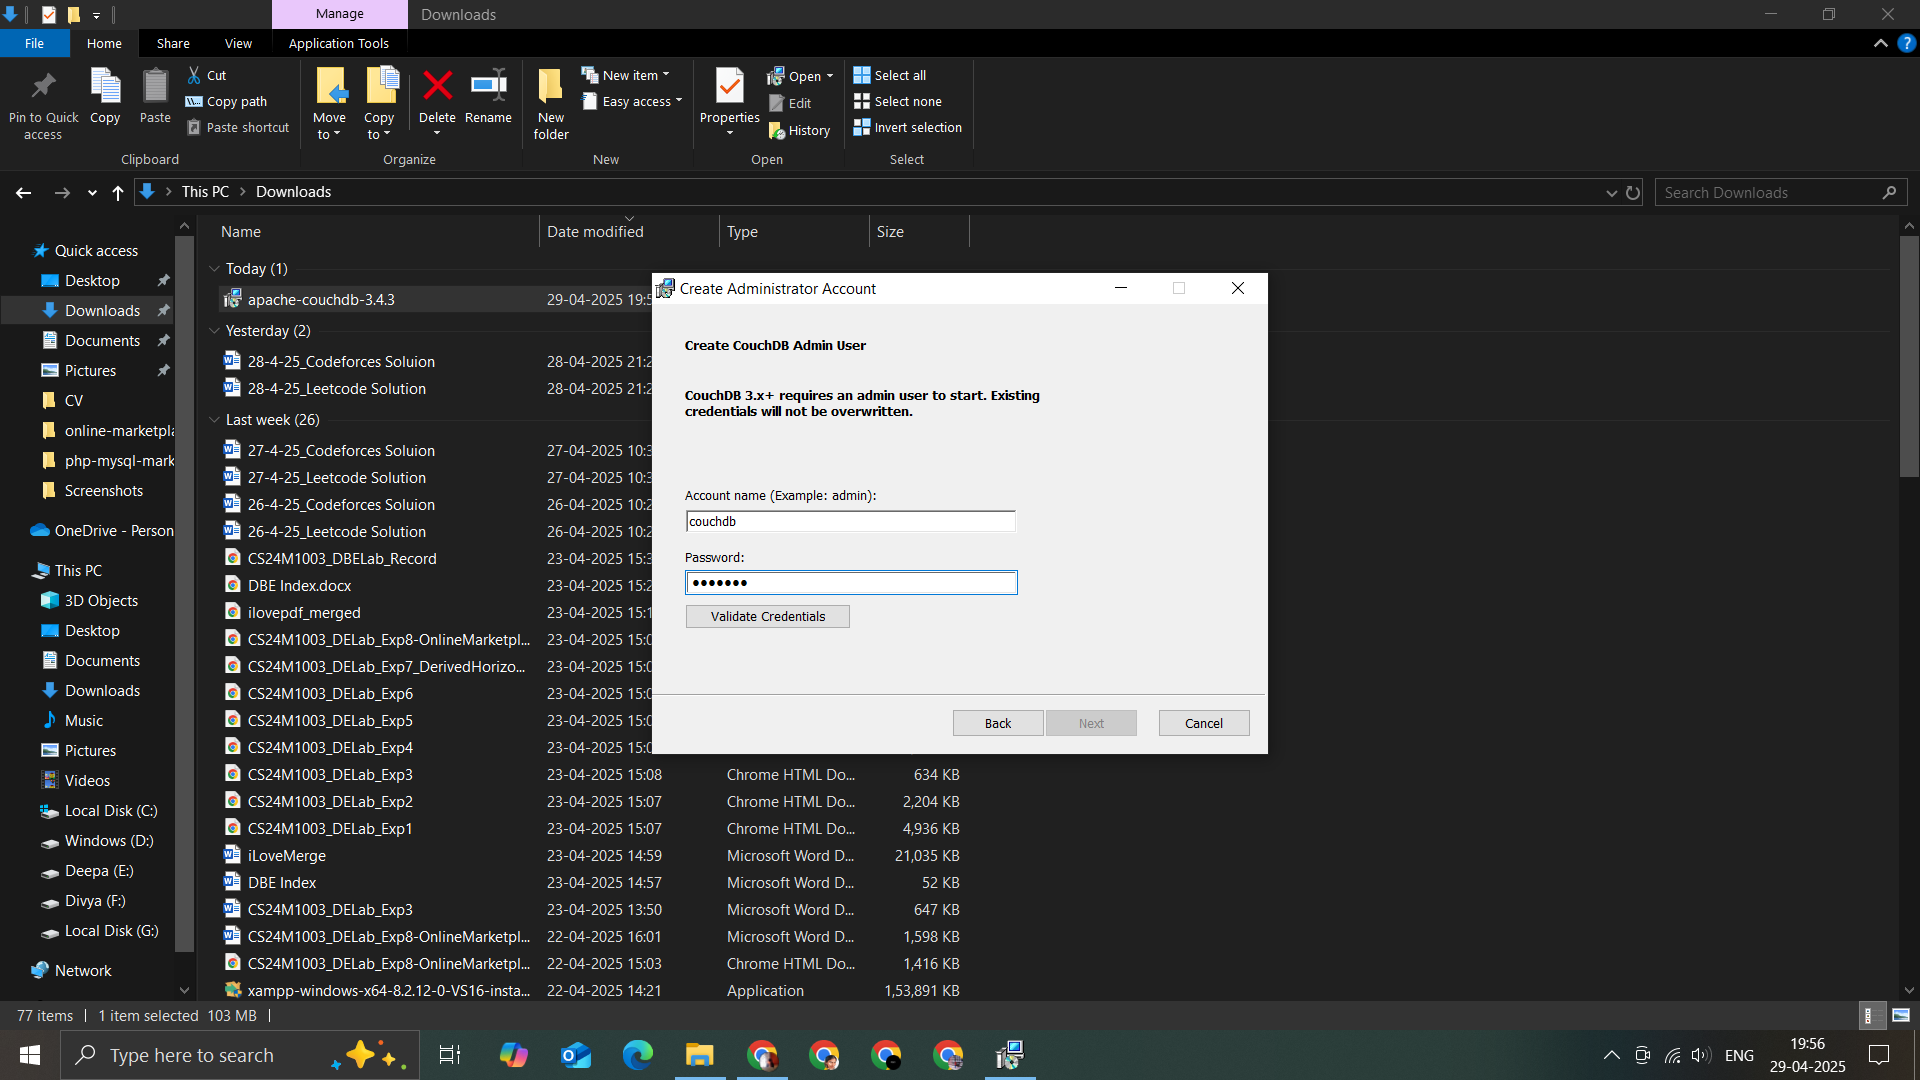 Manage
Downloads
File
Home
Share
View
Application Tools
Pin to Quick access
Copy
Paste
Cut
Copy path
Paste shortcut
Clipboard
Move to
Copy to
Delete
Rename
Organize
New folder
New item
Easy access
New
Properties
Open
Edit
History
Open
Select all
Select none
Invert selection
Select
This PC
Downloads
Search Downloads
Quick access
Desktop
Downloads
Documents
Pictures
CV
online-marketpla
php-mysql-mark
Screenshots
OneDrive - Person
This PC
3D Objects
Desktop
Documents
Downloads
Music
Pictures
Videos
Local Disk (C:)
Windows (D:)
Deepa (E:)
Divya (F:)
Local Disk (G:)
Network
Name Date modified Type Size
Today (1)
apache-couchdb-3.4.3 29-04-2025 19:5
Yesterday (2)
28-4-25_Codeforces Soluion 28-04-2025 21:2
28-4-25_Leetcode Solution 28-04-2025 21:2
Last week (26)
27-4-25_Codeforces Soluion 27-04-2025 10:3
27-4-25_Leetcode Solution 27-04-2025 10:3
26-4-25_Codeforces Soluion 26-04-2025 10:2
26-4-25_Leetcode Solution 26-04-2025 10:2
CS24M1003_DBELab_Record 23-04-2025 15:3
DBE Index.docx 23-04-2025 15:2
ilovepdf_merged 23-04-2025 15:1
CS24M1003_DELab_Exp8-OnlineMarketpl... 23-04-2025 15:0
CS24M1003_DELab_Exp7_DerivedHorizo... 23-04-2025 15:0
CS24M1003_DELab_Exp6 23-04-2025 15:0
CS24M1003_DELab_Exp5 23-04-2025 15:0
CS24M1003_DELab_Exp4 23-04-2025 15:0
CS24M1003_DELab_Exp3 23-04-2025 15:08 Chrome HTML Do... 634 KB
CS24M1003_DELab_Exp2 23-04-2025 15:07 Chrome HTML Do... 2,204 KB
CS24M1003_DELab_Exp1 23-04-2025 15:07 Chrome HTML Do... 4,936 KB
iLoveMerge 23-04-2025 14:59 Microsoft Word D... 21,035 KB
DBE Index 23-04-2025 14:57 Microsoft Word D... 52 KB
CS24M1003_DELab_Exp3 23-04-2025 13:50 Microsoft Word D... 647 KB
CS24M1003_DELab_Exp8-OnlineMarketpl... 22-04-2025 16:01 Microsoft Word D... 1,598 KB
CS24M1003_DELab_Exp8-OnlineMarketpl... 22-04-2025 15:03 Chrome HTML Do... 1,416 KB
xampp-windows-x64-8.2.12-0-VS16-insta... 22-04-2025 14:21 Application 1,53,891 KB
Create Administrator Account
Create CouchDB Admin User
CouchDB 3.x+ requires an admin user to start. Existing
credentials will not be overwritten.
Account name (Example: admin):
couchdb
Password:
•••••••
Validate Credentials
Back
Next
Cancel
77 items
1 item selected 103 MB
Type here to search
ENG
19:56
29-04-2025